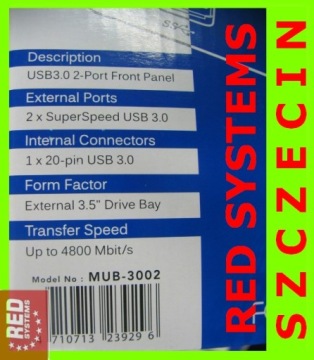 Description
USB3.0 2-Port Front Panel
External Ports
2 x SuperSpeed USB 3.0
Internal Connectors
1 x 20-pin USB 3.0
Form Factor
External 3.5" Drive Bay
Transfer Speed
Up to 4800 Mbit/s
Model No : MUB-3002
710713 23929 6
RED SYSTEMS
SZCZECIN
RED
SYSTEMS